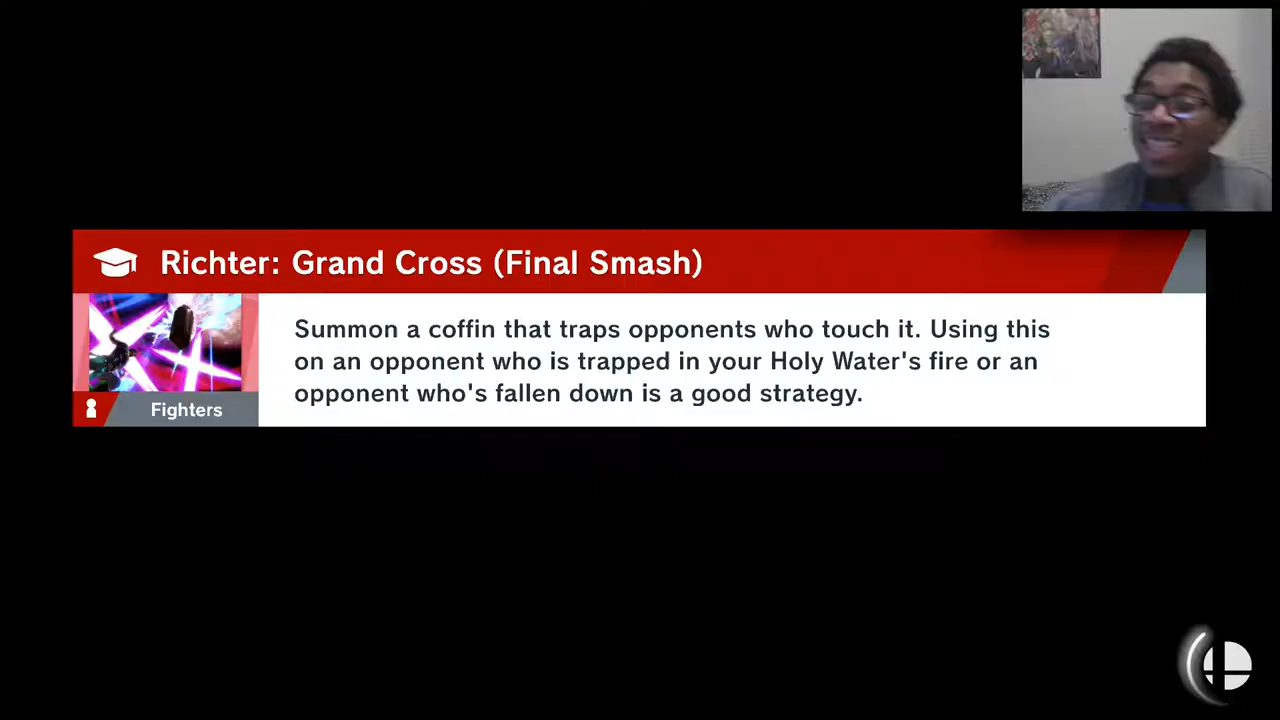 Richter: Grand Cross (Final Smash)
Summon a coffin that traps opponents who touch it. Using this
on an opponent who is trapped in your Holy Water's fire or an
opponent who's fallen down is a good strategy.
Fighters